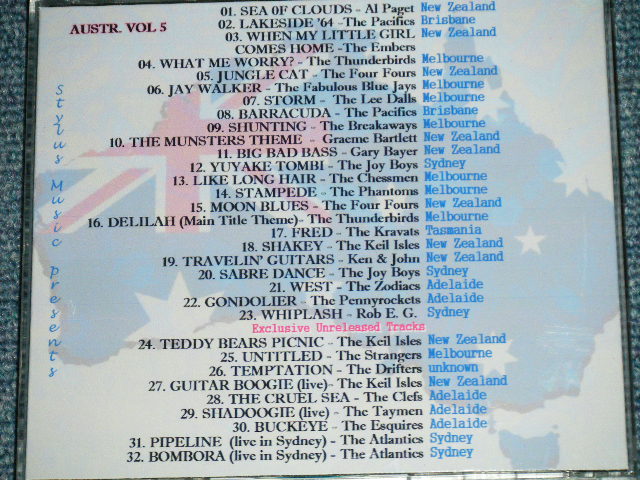 AUSTR. VOL 5
Stylus Music presents
01. SEA OF CLOUDS - Al Paget New Zealand
02. LAKESIDE '64 -The Pacifics Brisbane
03. WHEN MY LITTLE GIRL New Zealand
COMES HOME -The Embers
04. WHAT ME WORRY? - The Thunderbirds Melbourne
05. JUNGLE CAT - The Four Fours New Zealand
06. JAY WALKER - The Fabulous Blue Jays Melbourne
07. STORM - The Lee Dalls Melbourne
08. BARRACUDA - The Pacifics Brisbane
09. SHUNTING - The Breakaways Melbourne
10. THE MUNSTERS THEME - Graeme Bartlett New Zealand
11. BIG BAD BASS - Gary Bayer New Zealand
12. YUYAKE TOMBI - The Joy Boys Sydney
13. LIKE LONG HAIR - The Chessmen Melbourne
14. STAMPEDE - The Phantoms Melbourne
15. MOON BLUES - The Four Fours New Zealand
16. DELILAH (Main Title Theme)- The Thunderbirds Melbourne
17. FRED - The Kravats Tasmania
18. SHAKEY - The Keil Isles New Zealand
19. TRAVELIN' GUITARS - Ken & John New Zealand
20. SABRE DANCE - The Joy Boys Sydney
21. WEST - The Zodiacs Adelaide
22. GONDOLIER - The Pennyrockets Adelaide
23. WHIPLASH - Rob E. G. Sydney
Exclusive Unreleased Tracks
24. TEDDY BEARS PICNIC - The Keil Isles New Zealand
25. UNTITLED - The Strangers Melbourne
26. TEMPTATION - The Drifters unknown
27. GUITAR BOOGIE (live)- The Keil Isles New Zealand
28. THE CRUEL SEA - The Clefs Adelaide
29. SHADOOGIE (live) - The Taymen Adelaide
30. BUCKEYE - The Esquires Adelaide
31. PIPELINE (live in Sydney) - The Atlantics Sydney
32. BOMBORA (live in Sydney) - The Atlantics Sydney